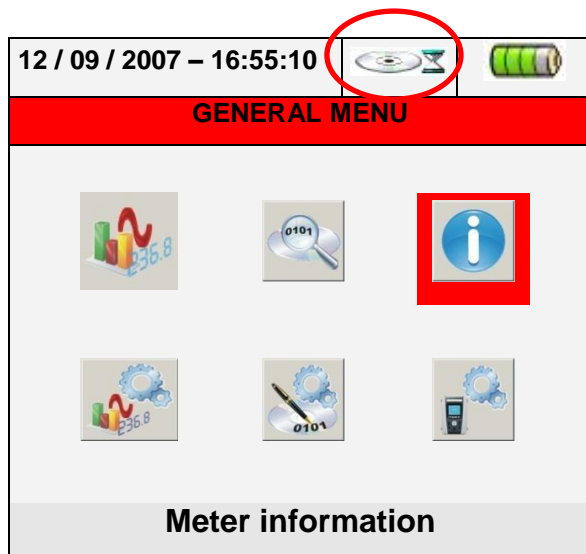 12 / 09 / 2007 – 16:55:10
GENERAL MENU
236.8
0101
236.8
0101
Meter information